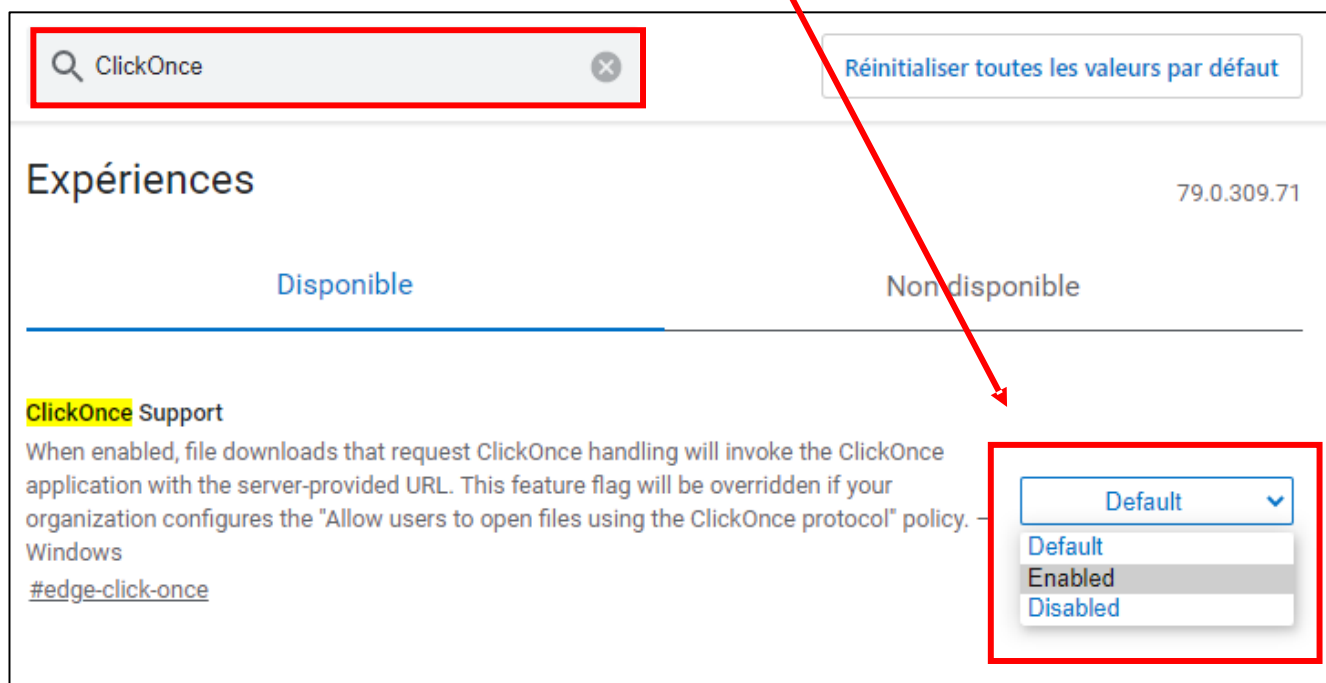 ClickOnce
Réinitialiser toutes les valeurs par défaut
Expériences
79.0.309.71
Disponible
Non disponible
ClickOnce Support
When enabled, file downloads that request ClickOnce handling will invoke the ClickOnce
application with the server-provided URL. This feature flag will be overridden if your
organization configures the "Allow users to open files using the ClickOnce protocol" policy. –
Windows
#edge-click-once
Default
Default
Enabled
Disabled